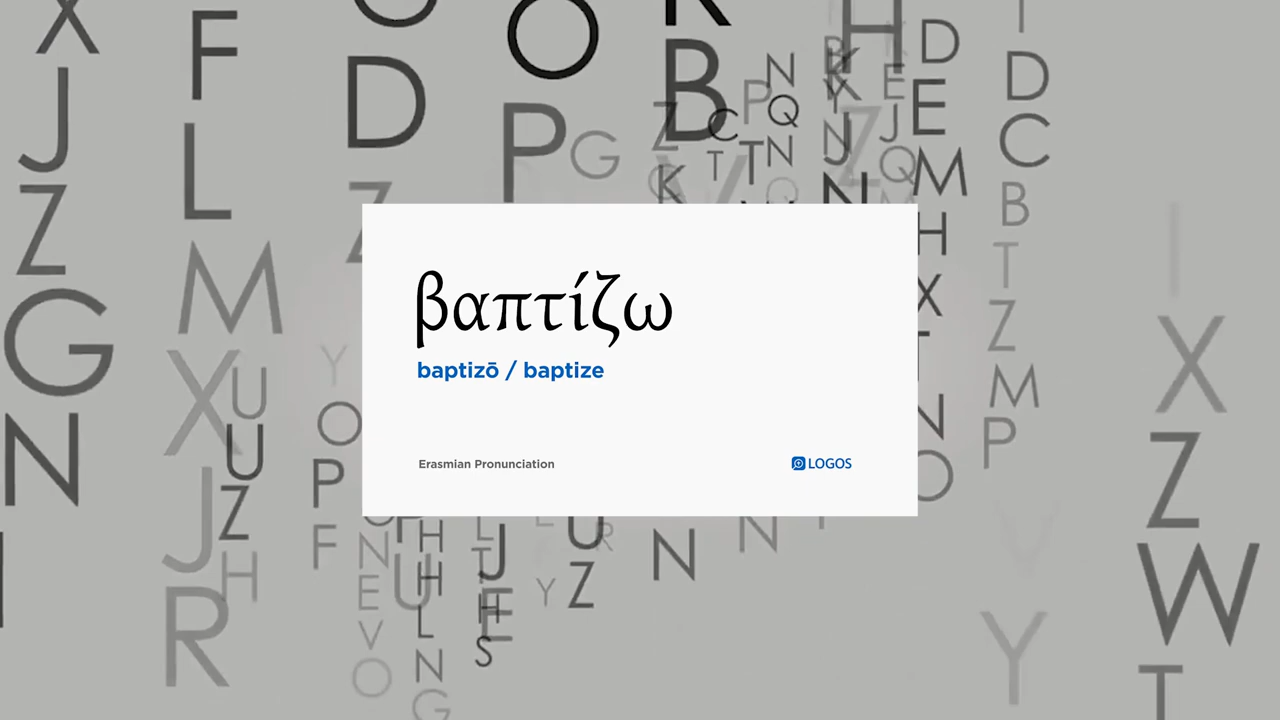 βαπτίζω
baptizō / baptize
Erasmian Pronunciation
LOGOS